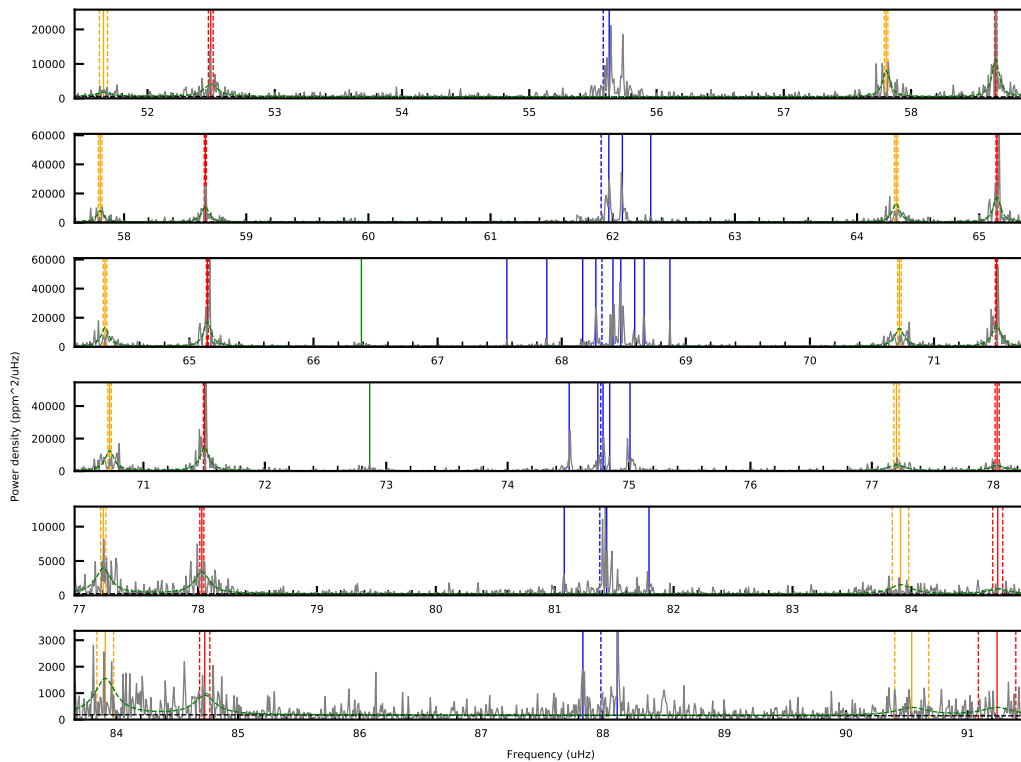 20000
10000
0
52 53 54 55 56 57 58
60000
40000
20000
0
58 59 60 61 62 63 64 65
60000
40000
20000
0
65 66 67 68 69 70 71
40000
20000
0
71 72 73 74 75 76 77 78
10000
5000
0
77 78 79 80 81 82 83 84
3000
2000
1000
0
84 85 86 87 88 89 90 91
Power density (ppm^2/uHz)
Frequency (uHz)